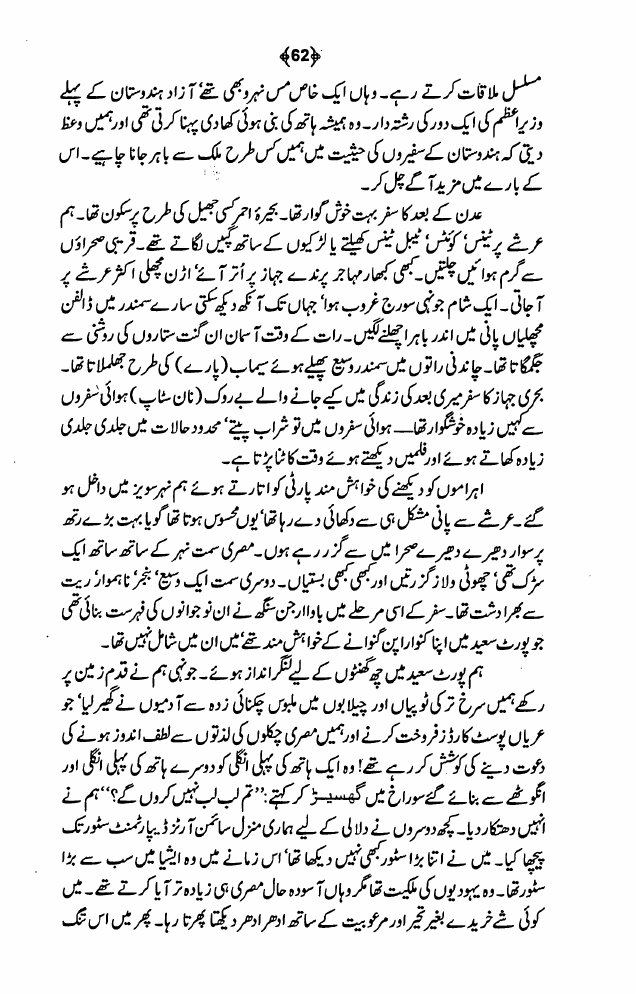 ﴿62﴾
مسلسل ملاقات کرتے رہے۔ وہاں ایک خاص مس نہرو بھی تھے‘ آزاد ہندوستان کے پہلے
وزیراعظم کی ایک دور کی رشتہ دار۔ وہ ہمیشہ ہاتھ کی بنی ہوئی کھادی پہنا کرتی تھی اور ہمیں وعظ
دیتی کہ ہندوستان کے سفیروں کی حیثیت میں ہمیں کس طرح ملک سے باہر جانا چاہیے۔ اس
کے بارے میں مزید آگے چل کر۔
عدن کے بعد کا سفر بہت خوش گوار تھا۔ بحیرۂ احمر کسی جھیل کی طرح پرسکون تھا۔ ہم
عرشے پر ٹینس‘ کوئٹس‘ ٹیبل ٹینس کھیلتے یا لڑکیوں کے ساتھ گپیں لگاتے تھے۔ قریبی صحراؤں
سے گرم ہوائیں چلتیں۔ کبھی کبھار مہاجر پرندے جہاز پر اُتر آتے‘ اڑن مچھلی اکثر عرشے پر
آ جاتی۔ ایک شام جونہی سورج غروب ہوا‘ جہاں تک آنکھ دیکھ سکتی سارے سمندر میں ڈالفن
مچھلیاں پانی میں اندر باہر اچھلنے لگیں۔ رات کے وقت آسمان ان گنت ستاروں کی روشنی سے
جگمگاتا تھا۔ چاندنی راتوں میں سمندر وسیع پھیلے ہوئے سیماب (پارے) کی طرح جھلملاتا تھا۔
بحری جہاز کا سفر میری بعد کی زندگی میں کیے جانے والے بے روک (نان سٹاپ) ہوائی سفروں
سے کہیں زیادہ خوشگوار تھا—— ہوائی سفروں میں تو شراب پیتے‘ محدود حالات میں جلدی جلدی
زیادہ کھاتے ہوئے اور فلمیں دیکھتے ہوئے وقت کاٹنا پڑتا ہے۔
اہراموں کو دیکھنے کی خواہش مند پارٹی کو اتارتے ہوئے ہم نہر سویز میں داخل ہو
گئے۔ عرشے سے پانی مشکل ہی سے دکھائی دے رہا تھا‘ یوں محسوس ہوتا تھا گویا بہت بڑے رتھ
پر سوار دھیرے دھیرے صحرا میں سے گزر رہے ہوں۔ مصری سمت نہر کے ساتھ ساتھ ایک
سڑک تھی‘ چھوٹی ولاز گزرتیں اور کبھی کبھی بستیاں۔ دوسری سمت ایک وسیع‘ بنجر‘ ناہموار‘ ریت
سے بھرا دشت تھا۔ سفر کے اسی مرحلے میں باوا ارجن سنگھ نے ان نوجوانوں کی فہرست بنائی تھی
جو پورٹ سعید میں اپنا کنوارا پن گنوانے کے خواہش مند تھے‘ میں ان میں شامل نہیں تھا۔
ہم پورٹ سعید میں چھ گھنٹوں کے لیے لنگر انداز ہوئے۔ جونہی ہم نے قدم زمین پر
رکھے ہمیں سرخ ترکی ٹوپیاں اور جیلابوں میں ملبوس چکنائی زدہ سے آدمیوں نے گھیر لیا‘ جو
عریاں پوسٹ کارڈز فروخت کرنے اور ہمیں مصری چکلوں کی لذتوں سے لطف اندوز ہونے کی
دعوت دینے کی کوشش کر رہے تھے! وہ ایک ہاتھ کی پہلی انگلی کو دوسرے ہاتھ کی پہلی انگلی اور
انگوٹھے سے بنائے گئے سوراخ میں گھسیڑ کر کہتے: ’’تم لب لب نہیں کروں گے؟‘‘ ہم نے
انہیں دھتکار دیا۔ کچھ دوسروں نے دلالی کے لیے ہماری منزل سائمن آرٹز ڈیپارٹمنٹ سٹور تک
پیچھا کیا۔ میں نے اتنا بڑا سٹور کبھی نہیں دیکھا تھا‘ اس زمانے میں وہ ایشیا میں سب سے بڑا
سٹور تھا۔ وہ یہودیوں کی ملکیت تھا مگر وہاں آسودہ حال مصری ہی زیادہ تر آیا کرتے تھے۔ میں
کوئی شے خریدے بغیر تحیر اور مرعوبیت کے ساتھ ادھر ادھر دیکھتا پھرتا رہا۔ پھر میں اس تنگ